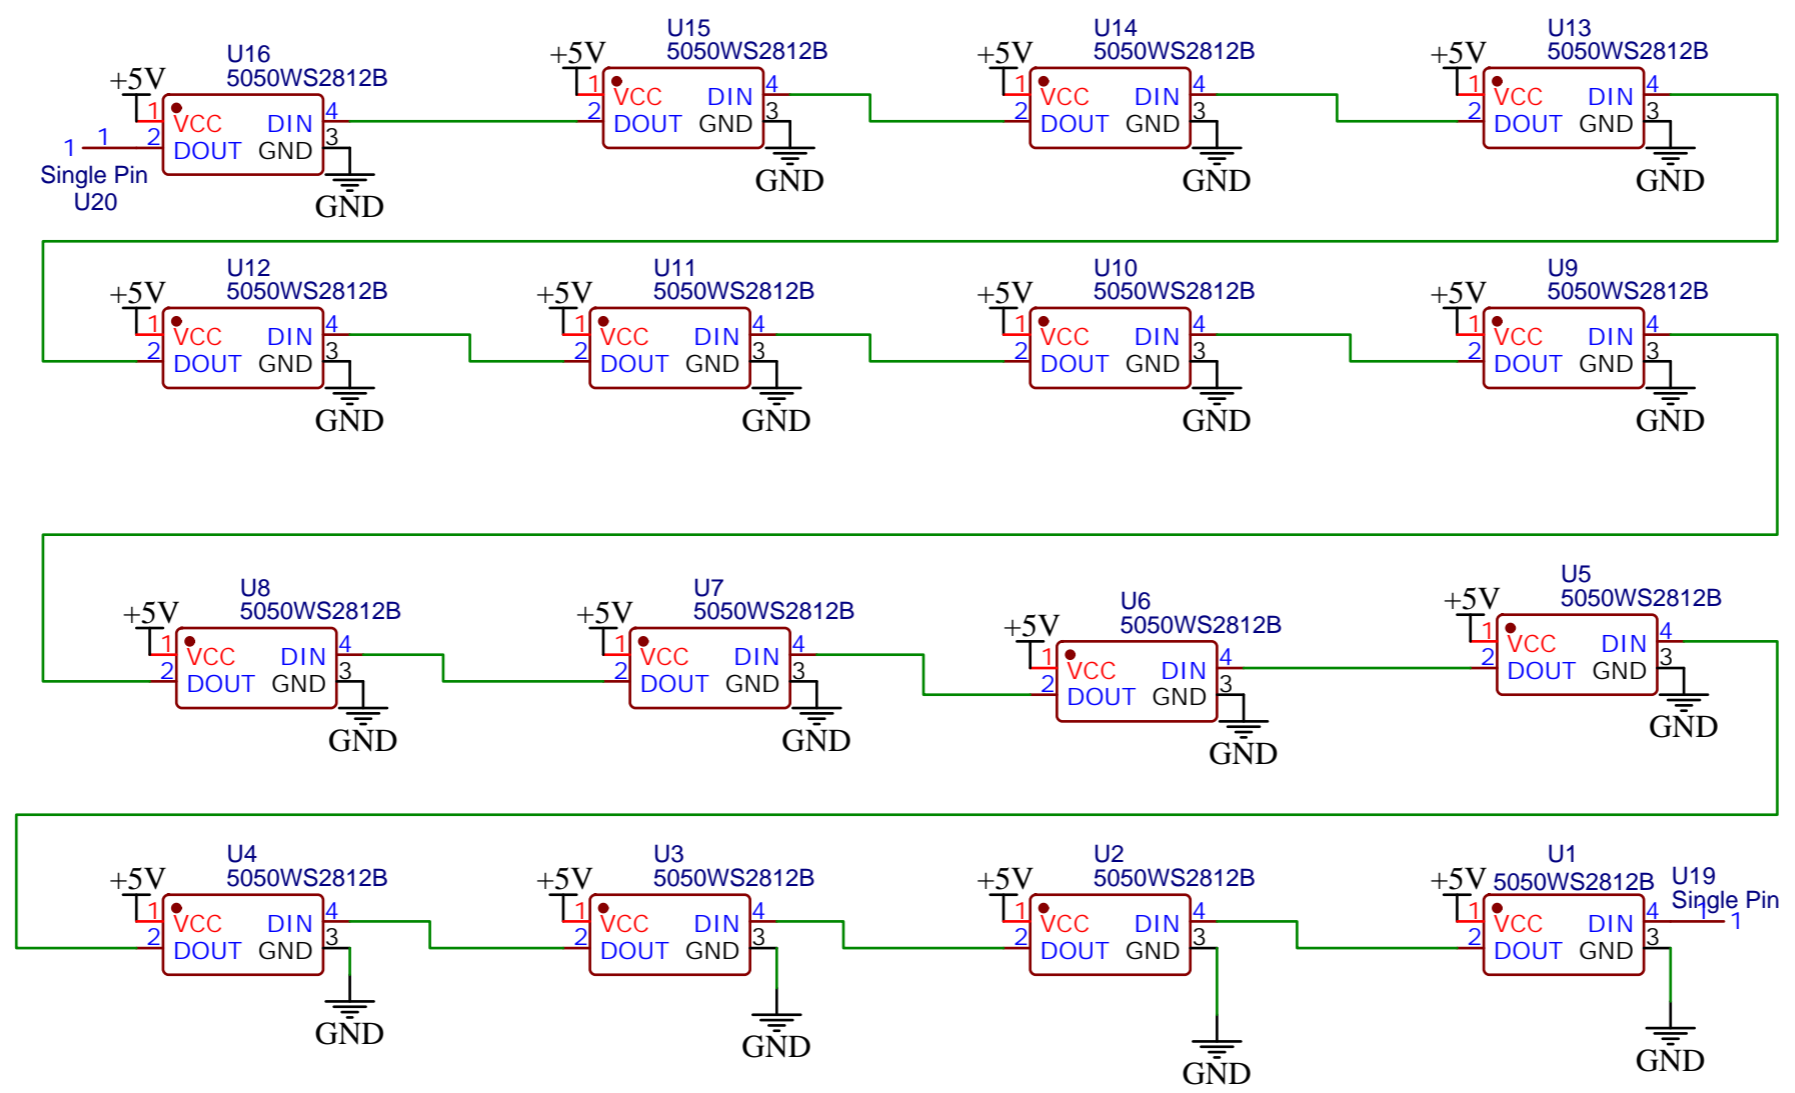 U16
5050WS2812B
+5V
1 VCC DIN 4
2 DOUT GND 3
1 1
Single Pin
U20
GND
U15
5050WS2812B
+5V
1 VCC DIN 4
2 DOUT GND 3
GND
U14
5050WS2812B
+5V
1 VCC DIN 4
2 DOUT GND 3
GND
U13
5050WS2812B
+5V
1 VCC DIN 4
2 DOUT GND 3
GND
U12
5050WS2812B
+5V
1 VCC DIN 4
2 DOUT GND 3
GND
U11
5050WS2812B
+5V
1 VCC DIN 4
2 DOUT GND 3
GND
U10
5050WS2812B
+5V
1 VCC DIN 4
2 DOUT GND 3
GND
U9
5050WS2812B
+5V
1 VCC DIN 4
2 DOUT GND 3
GND
U8
5050WS2812B
+5V
1 VCC DIN 4
2 DOUT GND 3
GND
U7
5050WS2812B
+5V
1 VCC DIN 4
2 DOUT GND 3
GND
U6
5050WS2812B
+5V
1 VCC DIN 4
2 DOUT GND 3
GND
U5
5050WS2812B
+5V
1 VCC DIN 4
2 DOUT GND 3
GND
U4
5050WS2812B
+5V
1 VCC DIN 4
2 DOUT GND 3
GND
U3
5050WS2812B
+5V
1 VCC DIN 4
2 DOUT GND 3
GND
U2
5050WS2812B
+5V
1 VCC DIN 4
2 DOUT GND 3
GND
U1
5050WS2812B
+5V
1 VCC DIN 4
2 DOUT GND 3
GND
U19
Single Pin
1 1